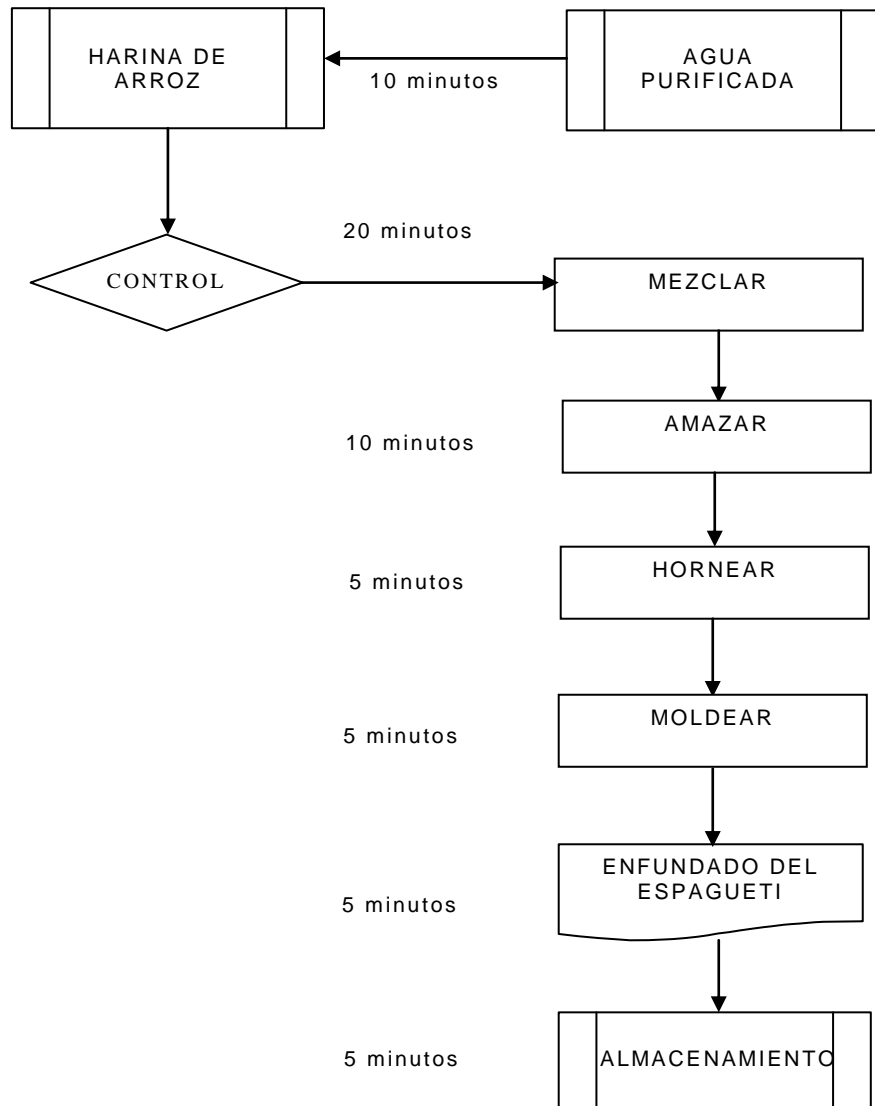 HARINA DE
ARROZ
10 minutos
AGUA
PURIFICADA
20 minutos
CONTROL
MEZCLAR
10 minutos
AMAZAR
5 minutos
HORNEAR
5 minutos
MOLDEAR
5 minutos
ENFUNDADO DEL
ESPAGUETI
5 minutos
ALMACENAMIENTO